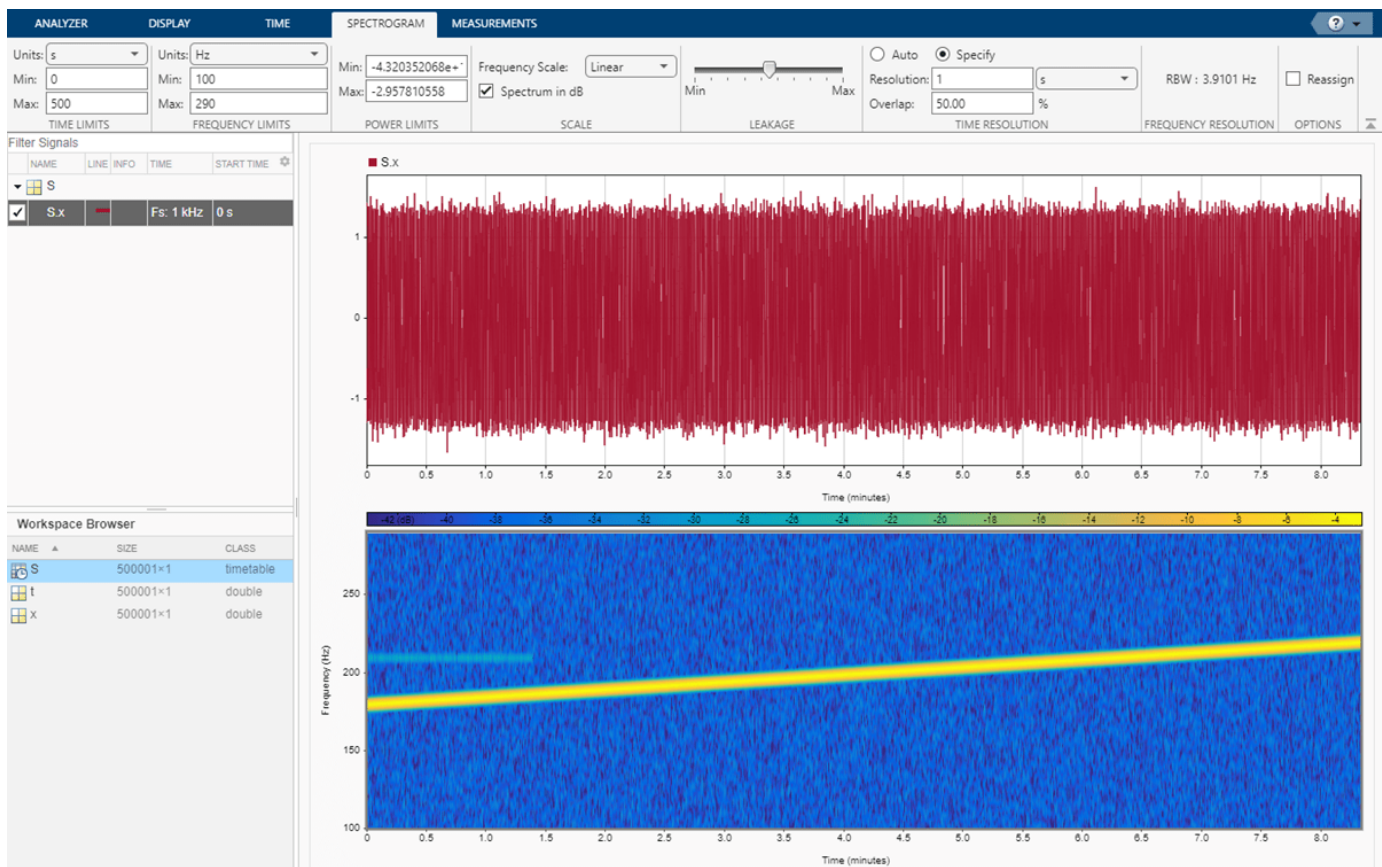 ANALYZER DISPLAY TIME SPECTROGRAM MEASUREMENTS ?
Units: s Units: Hz
Min: 0 Min: 100
Max: 500 Max: 290
TIME LIMITS FREQUENCY LIMITS
Min: -4.320352068e+
Max: -2.957810558
POWER LIMITS
Frequency Scale: Linear
Spectrum in dB
SCALE
Min Max
LEAKAGE
Auto Specify
Resolution: 1 s
Overlap: 50.00 %
TIME RESOLUTION
RBW : 3.9101 Hz
FREQUENCY RESOLUTION
Reassign
OPTIONS
Filter Signals
NAME LINE INFO TIME START TIME
S
S.x Fs: 1 kHz 0 s
Workspace Browser
NAME SIZE CLASS
S 500001×1 timetable
t 500001×1 double
x 500001×1 double
S.x
1
0
-1
0 0.5 1.0 1.5 2.0 2.5 3.0 3.5 4.0 4.5 5.0 5.5 6.0 6.5 7.0 7.5 8.0
Time (minutes)
-42 (dB) -40 -38 -36 -34 -32 -30 -28 -26 -24 -22 -20 -18 -16 -14 -12 -10 -8 -6 -4
Frequency (Hz)
250
200
150
100
0 0.5 1.0 1.5 2.0 2.5 3.0 3.5 4.0 4.5 5.0 5.5 6.0 6.5 7.0 7.5 8.0
Time (minutes)